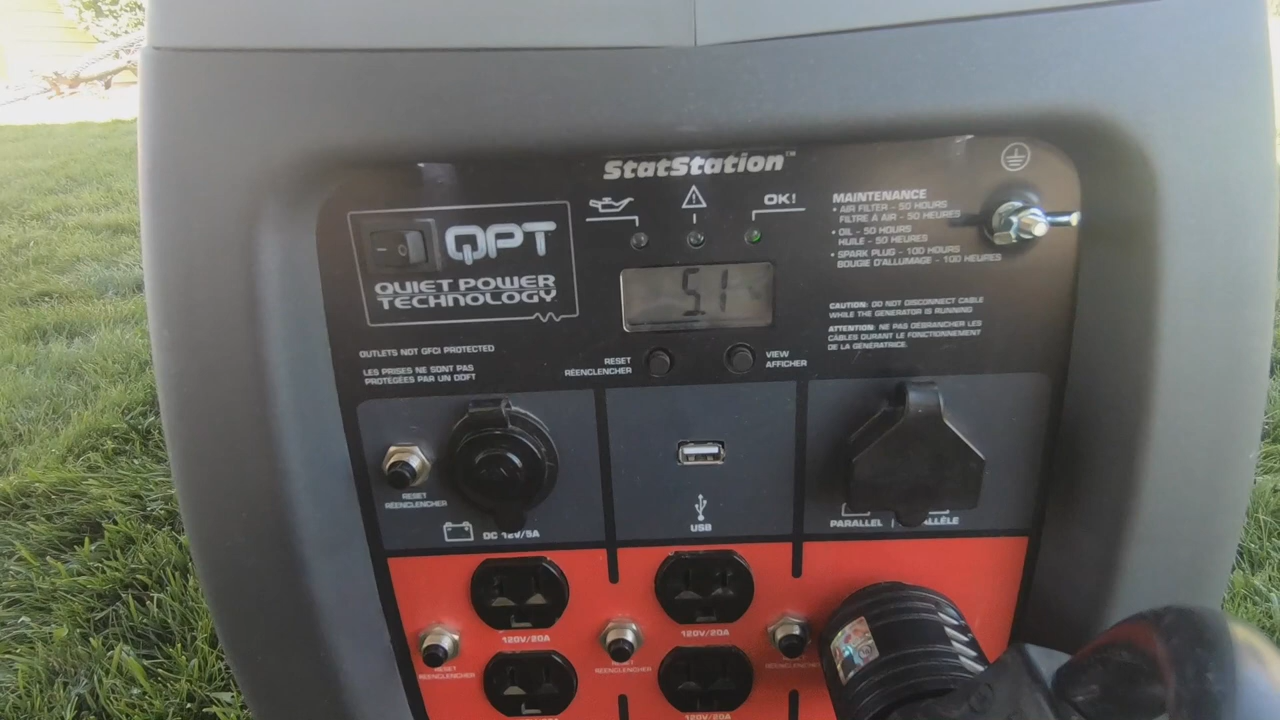 StatStation™
OK!
QPT
QUIET POWER
TECHNOLOGY
5.1
MAINTENANCE
• AIR FILTER – 50 HOURS
FILTRE À AIR – 50 HEURES
• OIL – 50 HOURS
HUILE – 50 HEURES
• SPARK PLUG – 100 HOURS
BOUGIE D'ALLUMAGE – 100 HEURES
CAUTION: DO NOT DISCONNECT CABLE
WHILE THE GENERATOR IS RUNNING
ATTENTION: NE PAS DÉBRANCHER LES
CÂBLES DURANT LE FONCTIONNEMENT
DE LA GÉNÉRATRICE.
OUTLETS NOT GFCI PROTECTED
LES PRISES NE SONT PAS
PROTÉGÉES PAR UN DDFT
RESET
RÉENCLENCHER
VIEW
AFFICHER
RESET
RÉENCLENCHER
DC 12V/5A
USB
PARALLEL
120V/20A
120V/20A
RESET
RÉENCLENCHER
RESET
RÉENCLENCHER
RÉENCLENCHER
120V/20A